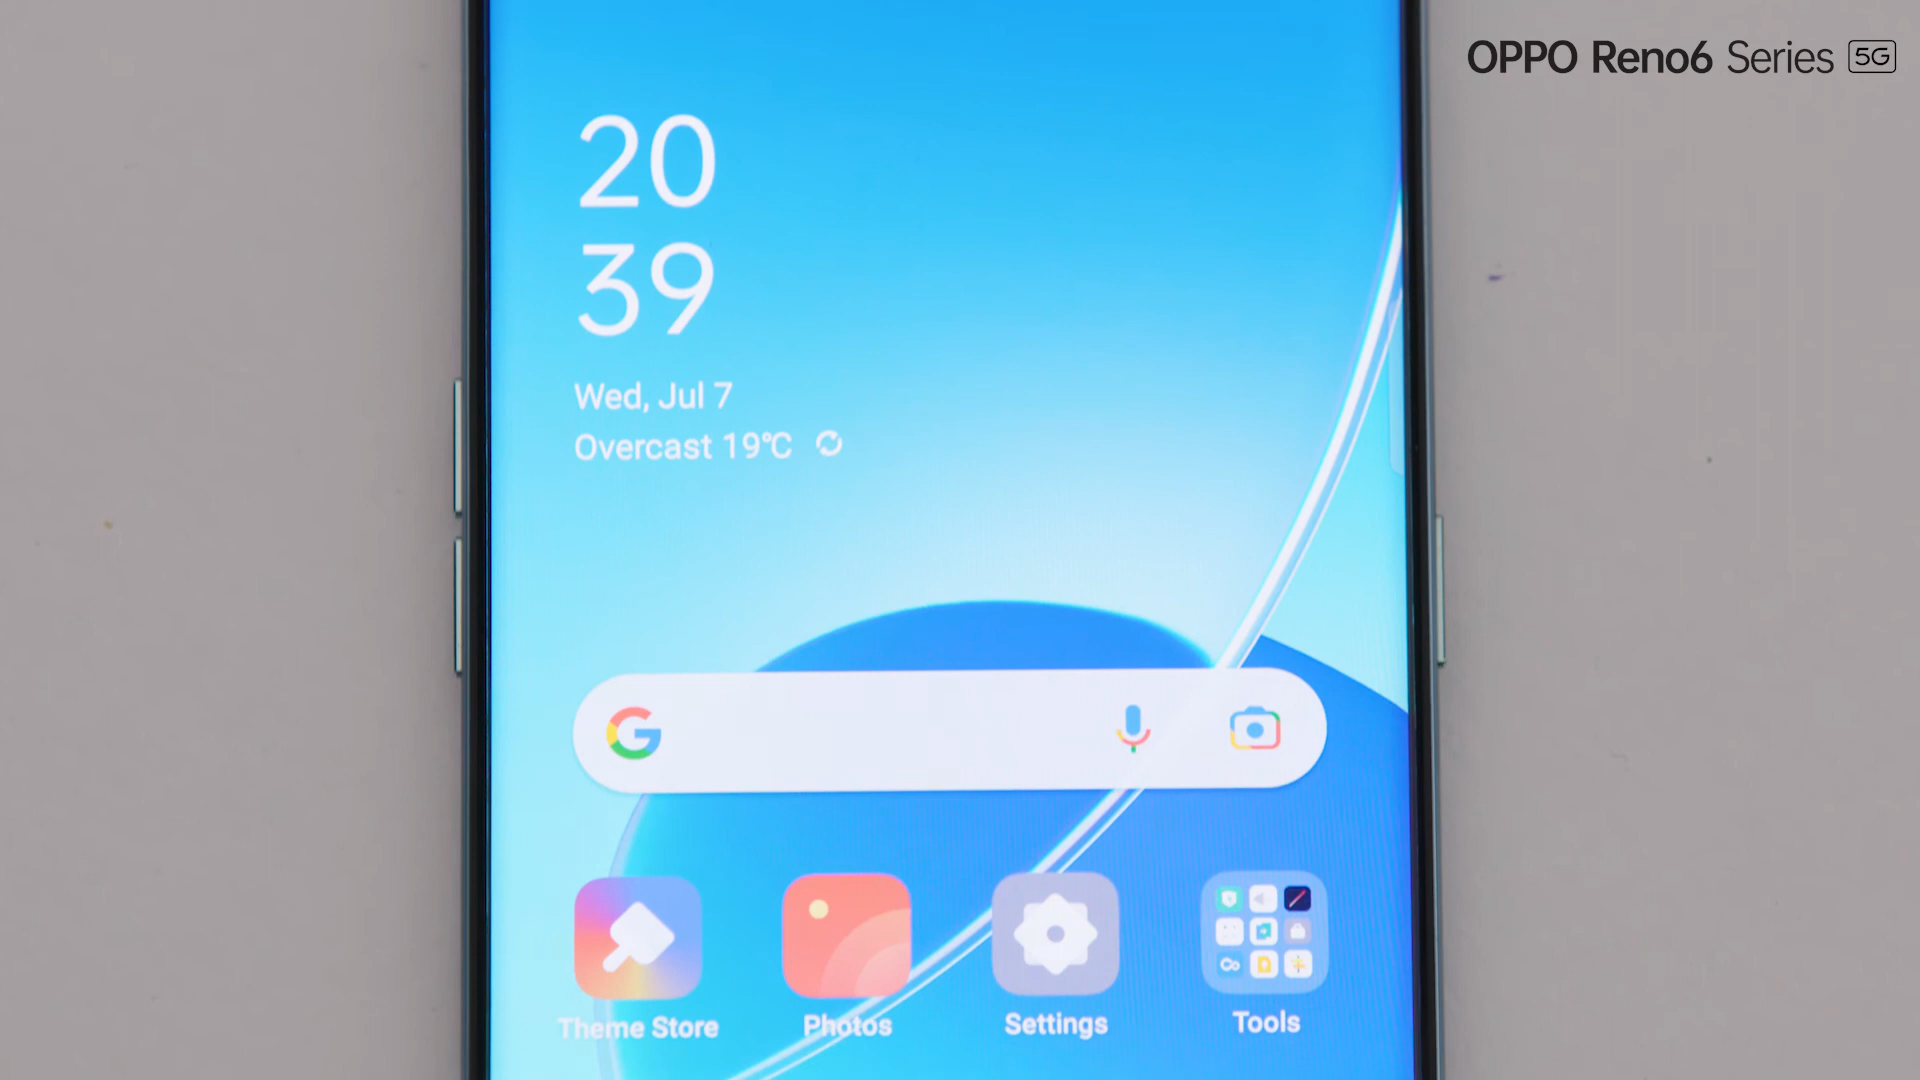 OPPO Reno6 Series 5G
20
39
Wed, Jul 7
Overcast 19℃
Theme Store
Photos
Settings
Tools